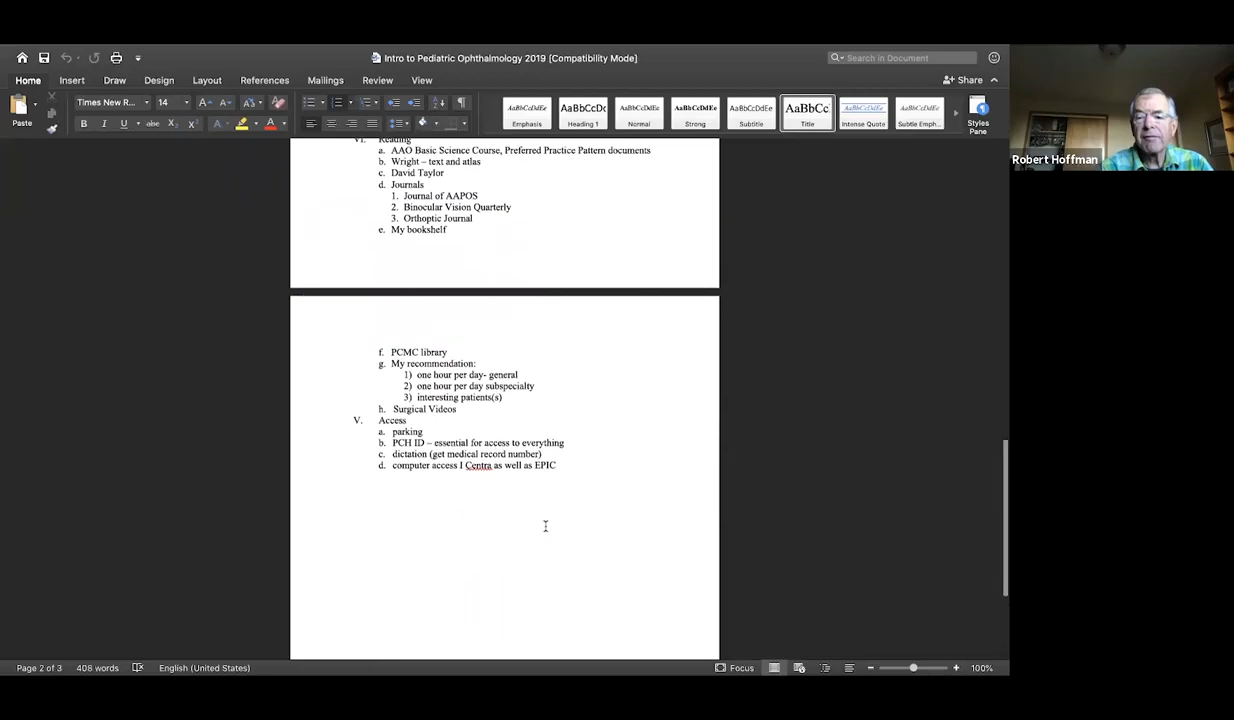 Intro to Pediatric Ophthalmology 2019 [Compatibility Mode]
Search in Document
Home Insert Draw Design Layout References Mailings Review View
Share
Paste
Times New R... 14
AaBbCcDdEe AaBbCcDc AaBbCcDdEe AaBbCcDdEe AaBbCcDdEe AaBbCc AaBbCcDdEe AaBbCcDdEe
Emphasis Heading 1 Normal Strong Subtitle Title Intense Quote Subtle Emph...
Styles
Pane
Robert Hoffman
VI. Reading
a. AAO Basic Science Course, Preferred Practice Pattern documents
b. Wright – text and atlas
c. David Taylor
d. Journals
1. Journal of AAPOS
2. Binocular Vision Quarterly
3. Orthoptic Journal
e. My bookshelf
f. PCMC library
g. My recommendation:
1) one hour per day- general
2) one hour per day subspecialty
3) interesting patients(s)
h. Surgical Videos
V. Access
a. parking
b. PCH ID – essential for access to everything
c. dictation (get medical record number)
d. computer access I Centra as well as EPIC
Page 2 of 3 408 words English (United States) Focus 100%